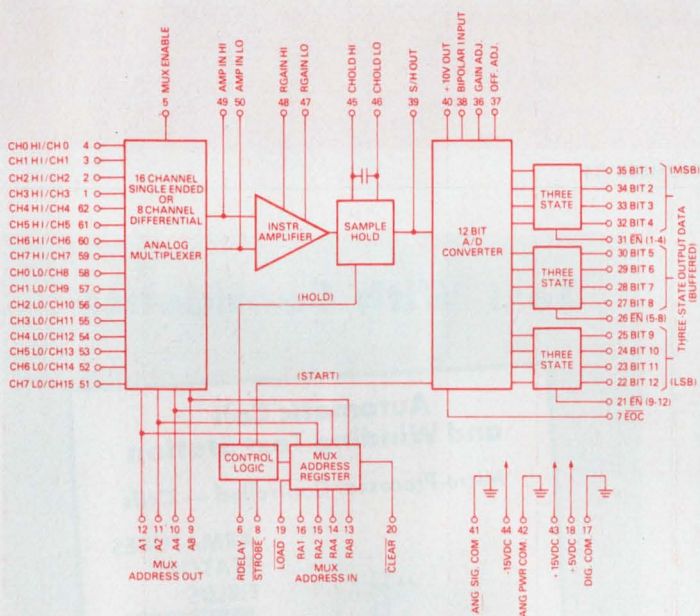 MUX ENABLE
5
AMP IN HI
49
AMP IN LO
50
RGAIN HI
48
RGAIN LO
47
CHOLD HI
45
CHOLD LO
46
S/H OUT
39
+10V OUT
40
BIPOLAR INPUT
38
GAIN ADJ.
36
OFF. ADJ.
37
CH0 HI/CH 0 4
CH1 HI/CH1 3
CH2 HI/CH2 2
CH3 HI/CH3 1
CH4 HI/CH4 62
CH5 HI/CH5 61
CH6 HI/CH6 60
CH7 HI/CH7 59
CH0 LO/CH8 58
CH1 LO/CH9 57
CH2 LO/CH10 56
CH3 LO/CH11 55
CH4 LO/CH12 54
CH5 LO/CH13 53
CH6 LO/CH14 52
CH7 LO/CH15 51
16 CHANNEL
SINGLE ENDED
OR
8 CHANNEL
DIFFERENTIAL
ANALOG
MULTIPLEXER
INSTR.
AMPLIFIER
SAMPLE
HOLD
(HOLD)
(START)
12 BIT
A/D
CONVERTER
THREE
STATE
THREE
STATE
THREE
STATE
35 BIT 1 (MSB)
34 BIT 2
33 BIT 3
32 BIT 4
31 EN (1-4)
30 BIT 5
29 BIT 6
28 BIT 7
27 BIT 8
26 EN (5-8)
25 BIT 9
24 BIT 10
23 BIT 11
22 BIT 12 (LSB)
21 EN (9-12)
7 EOC
THREE-STATE OUTPUT DATA
(BUFFERED)
CONTROL
LOGIC
MUX
ADDRESS
REGISTER
12
A1
11
A2
10
A4
9
A8
MUX
ADDRESS OUT
6
RDELAY
8
STROBE
19
LOAD
16
RA1
15
RA2
14
RA4
13
RA8
MUX
ADDRESS IN
20
CLEAR
41
ANG SIG. COM
44
-15VDC
42
ANG PWR COM
43
+15VDC
18
+5VDC
17
DIG. COM.